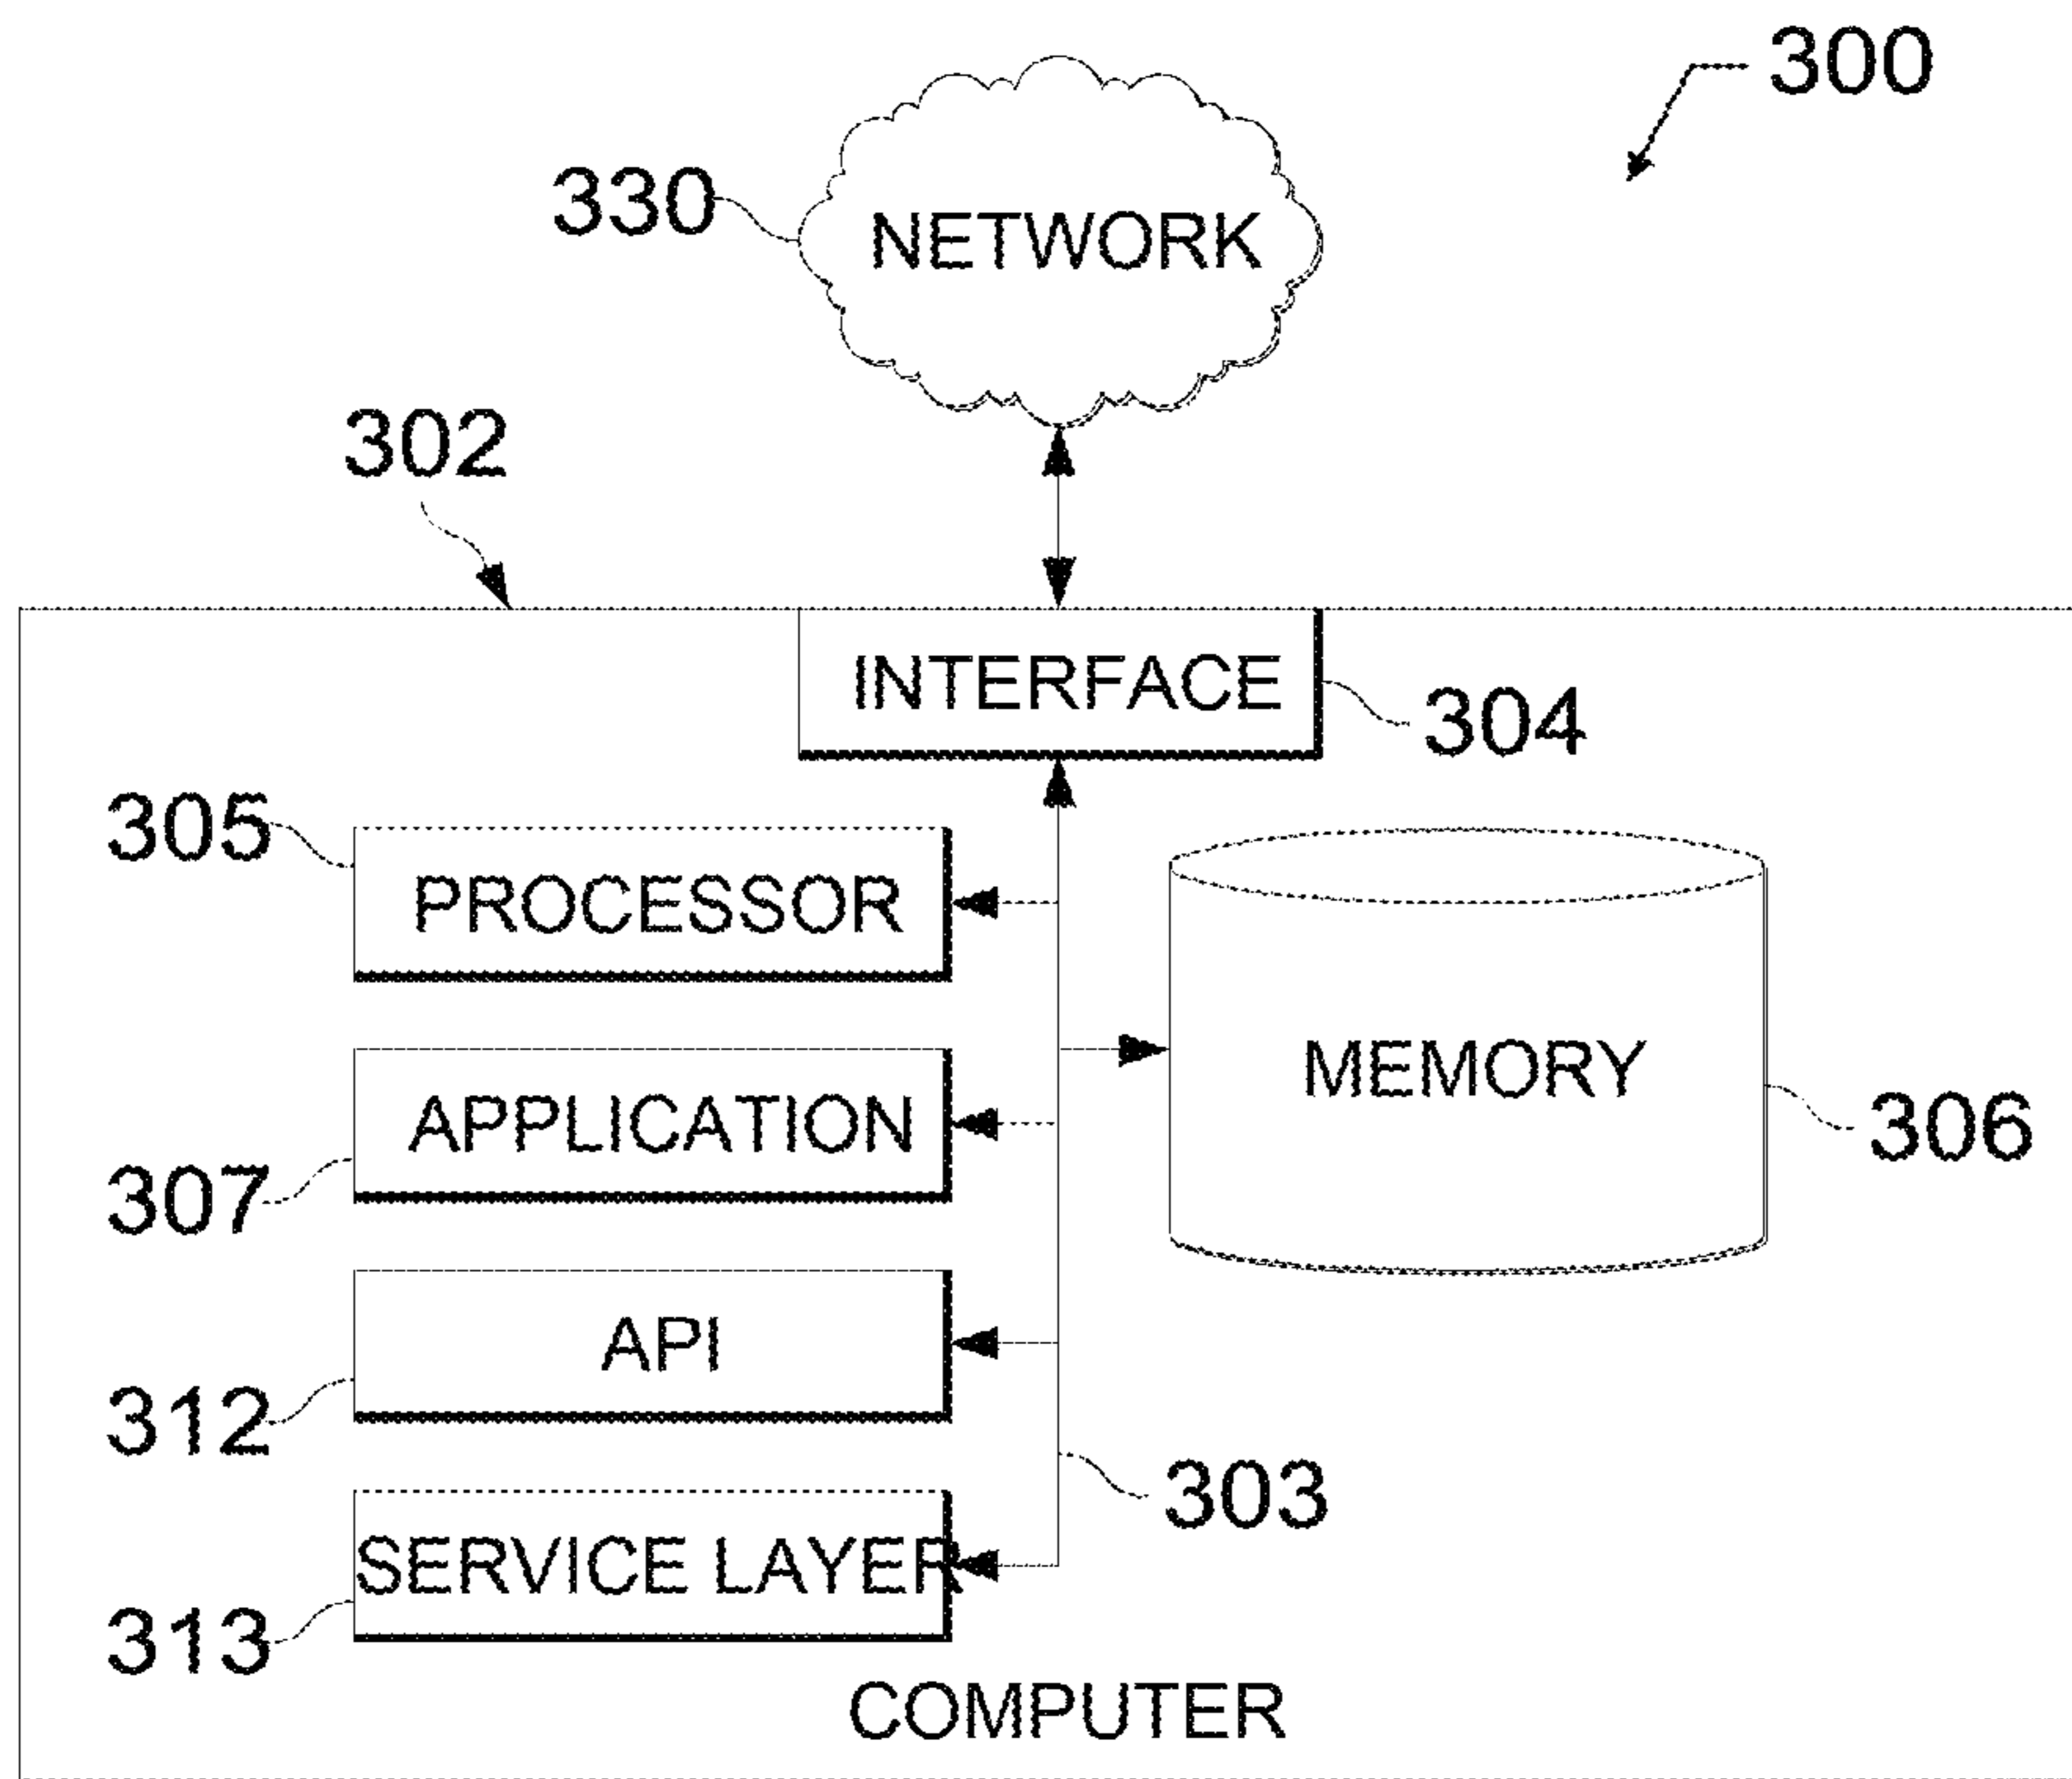 300
330
NETWORK
302
INTERFACE
304
305
PROCESSOR
MEMORY
306
APPLICATION
307
API
312
303
SERVICE LAYER
313
COMPUTER